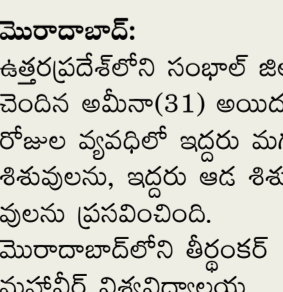 మొరాదాబాద్:
ఉత్తరప్రదేశ్‌లోని సంభాల్ జిల
చెందిన అమీనా(31) అయిద
రోజుల వ్యవధిలో ఇద్దరు మగ
శిశువులను, ఇద్దరు ఆడ శిశు
వులను ప్రసవించింది.
మొరాదాబాద్‌లోని తీర్థంకర్
మహావీర్ విశ్వవిద్యాలయ